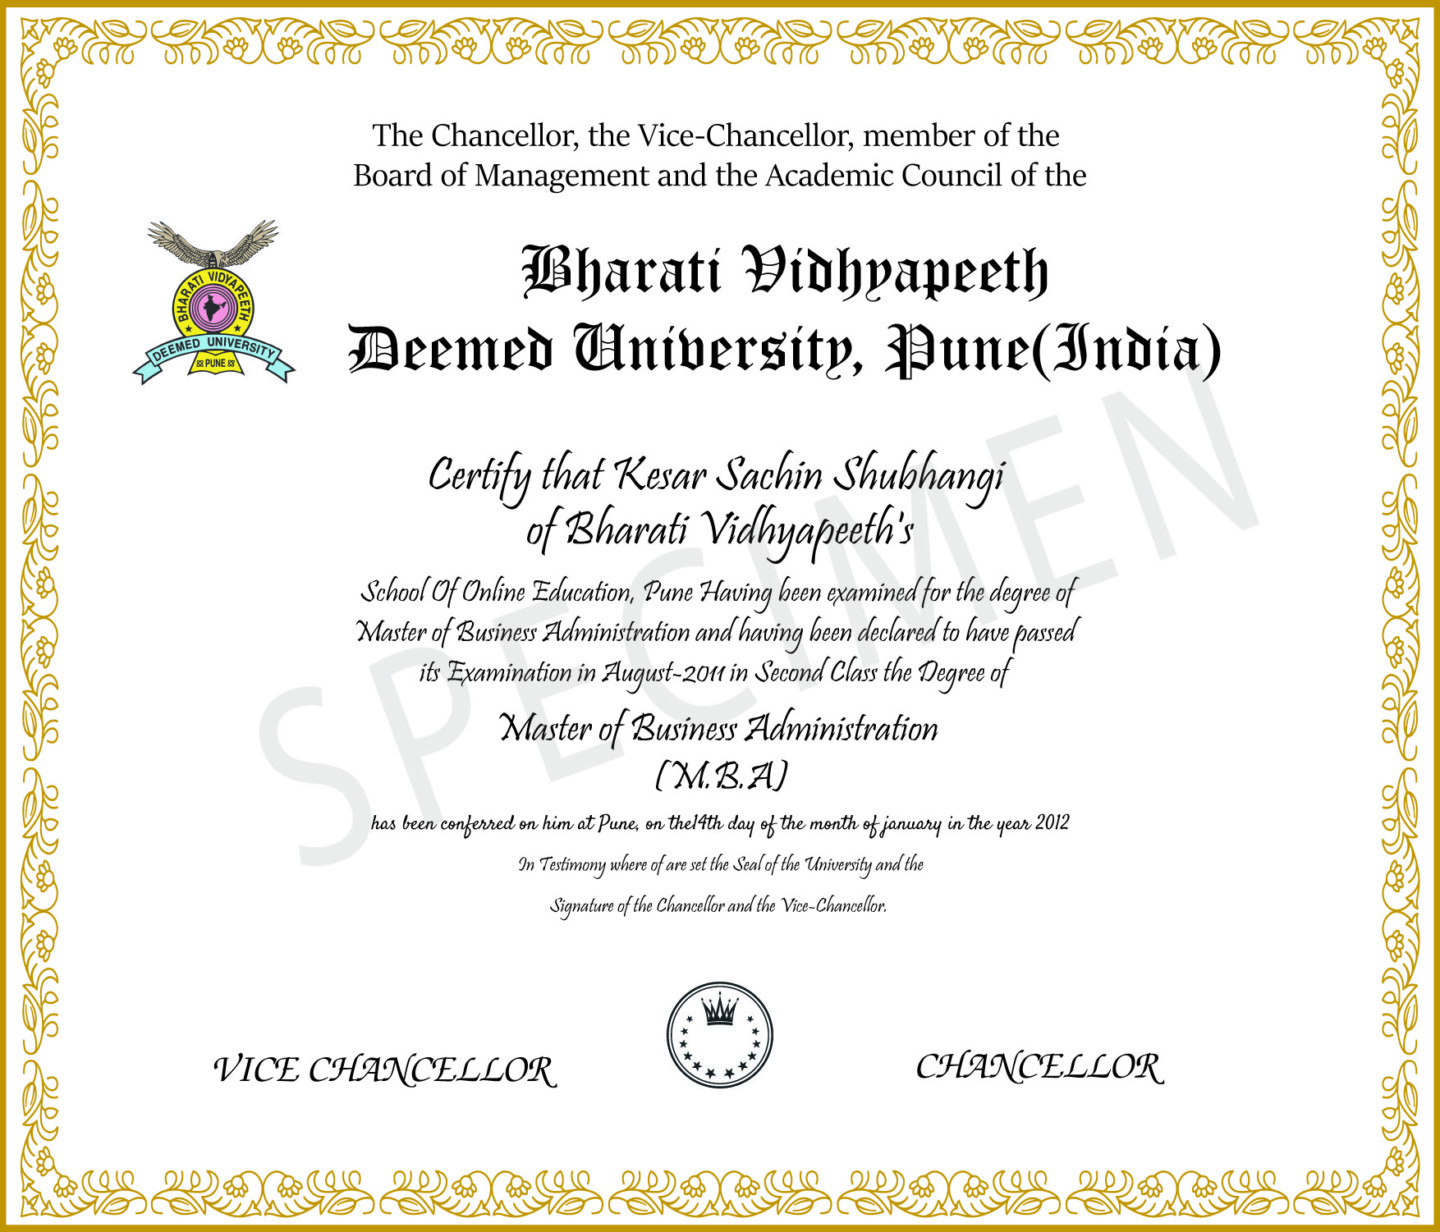 The Chancellor, the Vice-Chancellor, member of the
Board of Management and the Academic Council of the
BHARATI VIDYAPEETH
DEEMED UNIVERSITY
PUNE
Bharati Vidhyapeeth
Deemed University, Pune(India)
SPECIMEN
Certify that Kesar Sachin Shubhangi
of Bharati Vidhyapeeth's
School Of Online Education, Pune Having been examined for the degree of
Master of Business Administration and having been declared to have passed
its Examination in August-2011 in Second Class the Degree of
Master of Business Administration
(M.B.A)
has been conferred on him at Pune, on the14th day of the month of january in the year 2012
In Testimony where of are set the Seal of the University and the
Signature of the Chancellor and the Vice-Chancellor.
VICE CHANCELLOR
CHANCELLOR